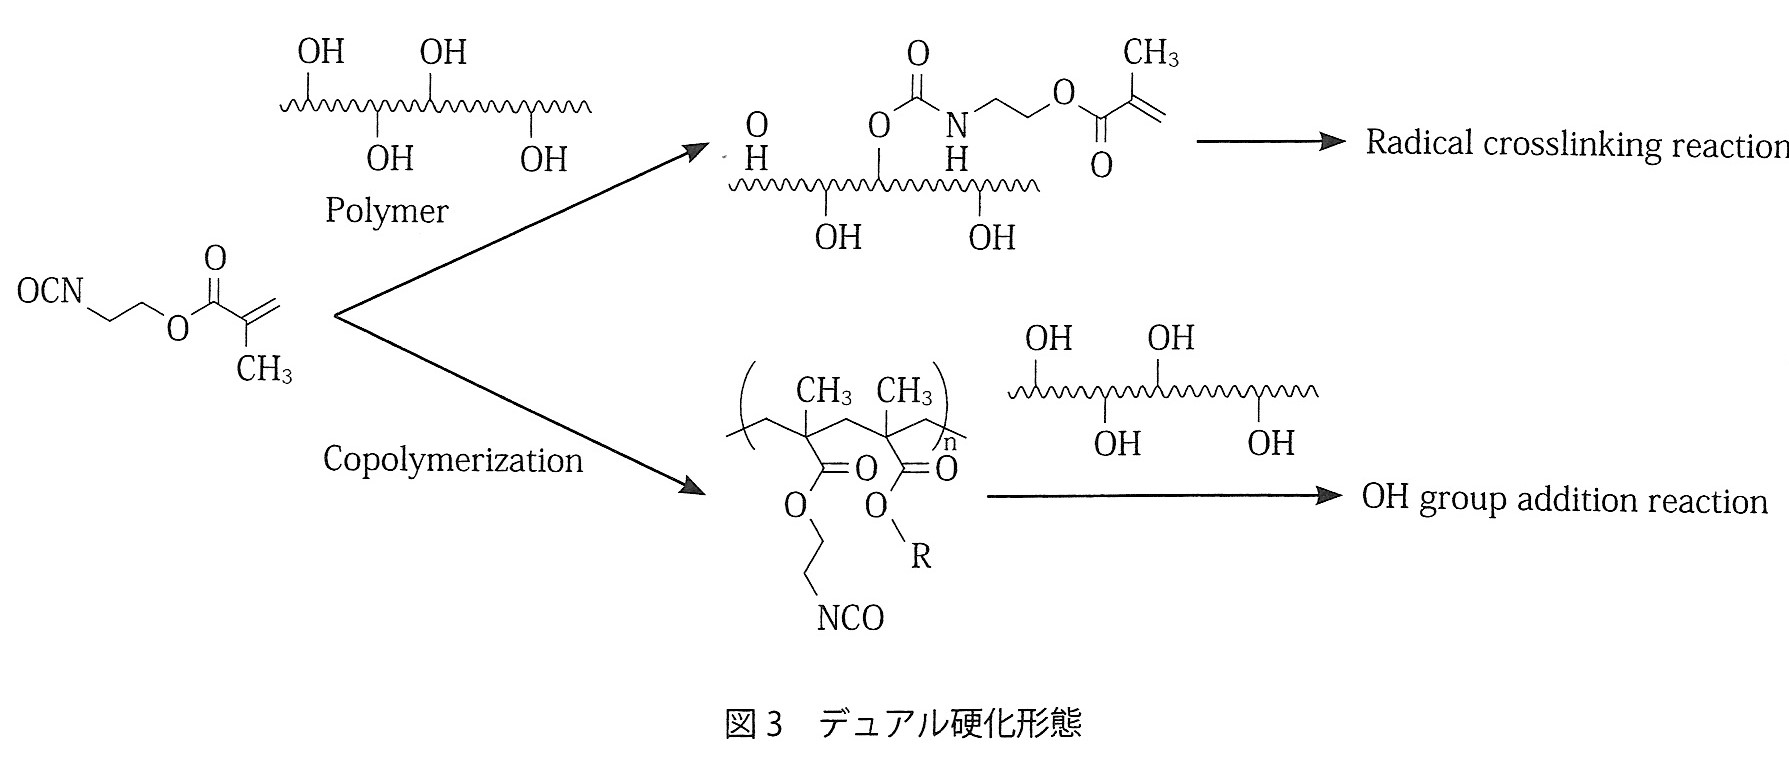 OH OH
OH OH
Polymer
OCN O O CH₃
O
H
O O N H O O CH₃
OH OH
Radical crosslinking reaction
Copolymerization
CH₃ CH₃ n
O O
O O
R
NCO
OH OH
OH OH
OH group addition reaction
図3 デュアル硬化形態